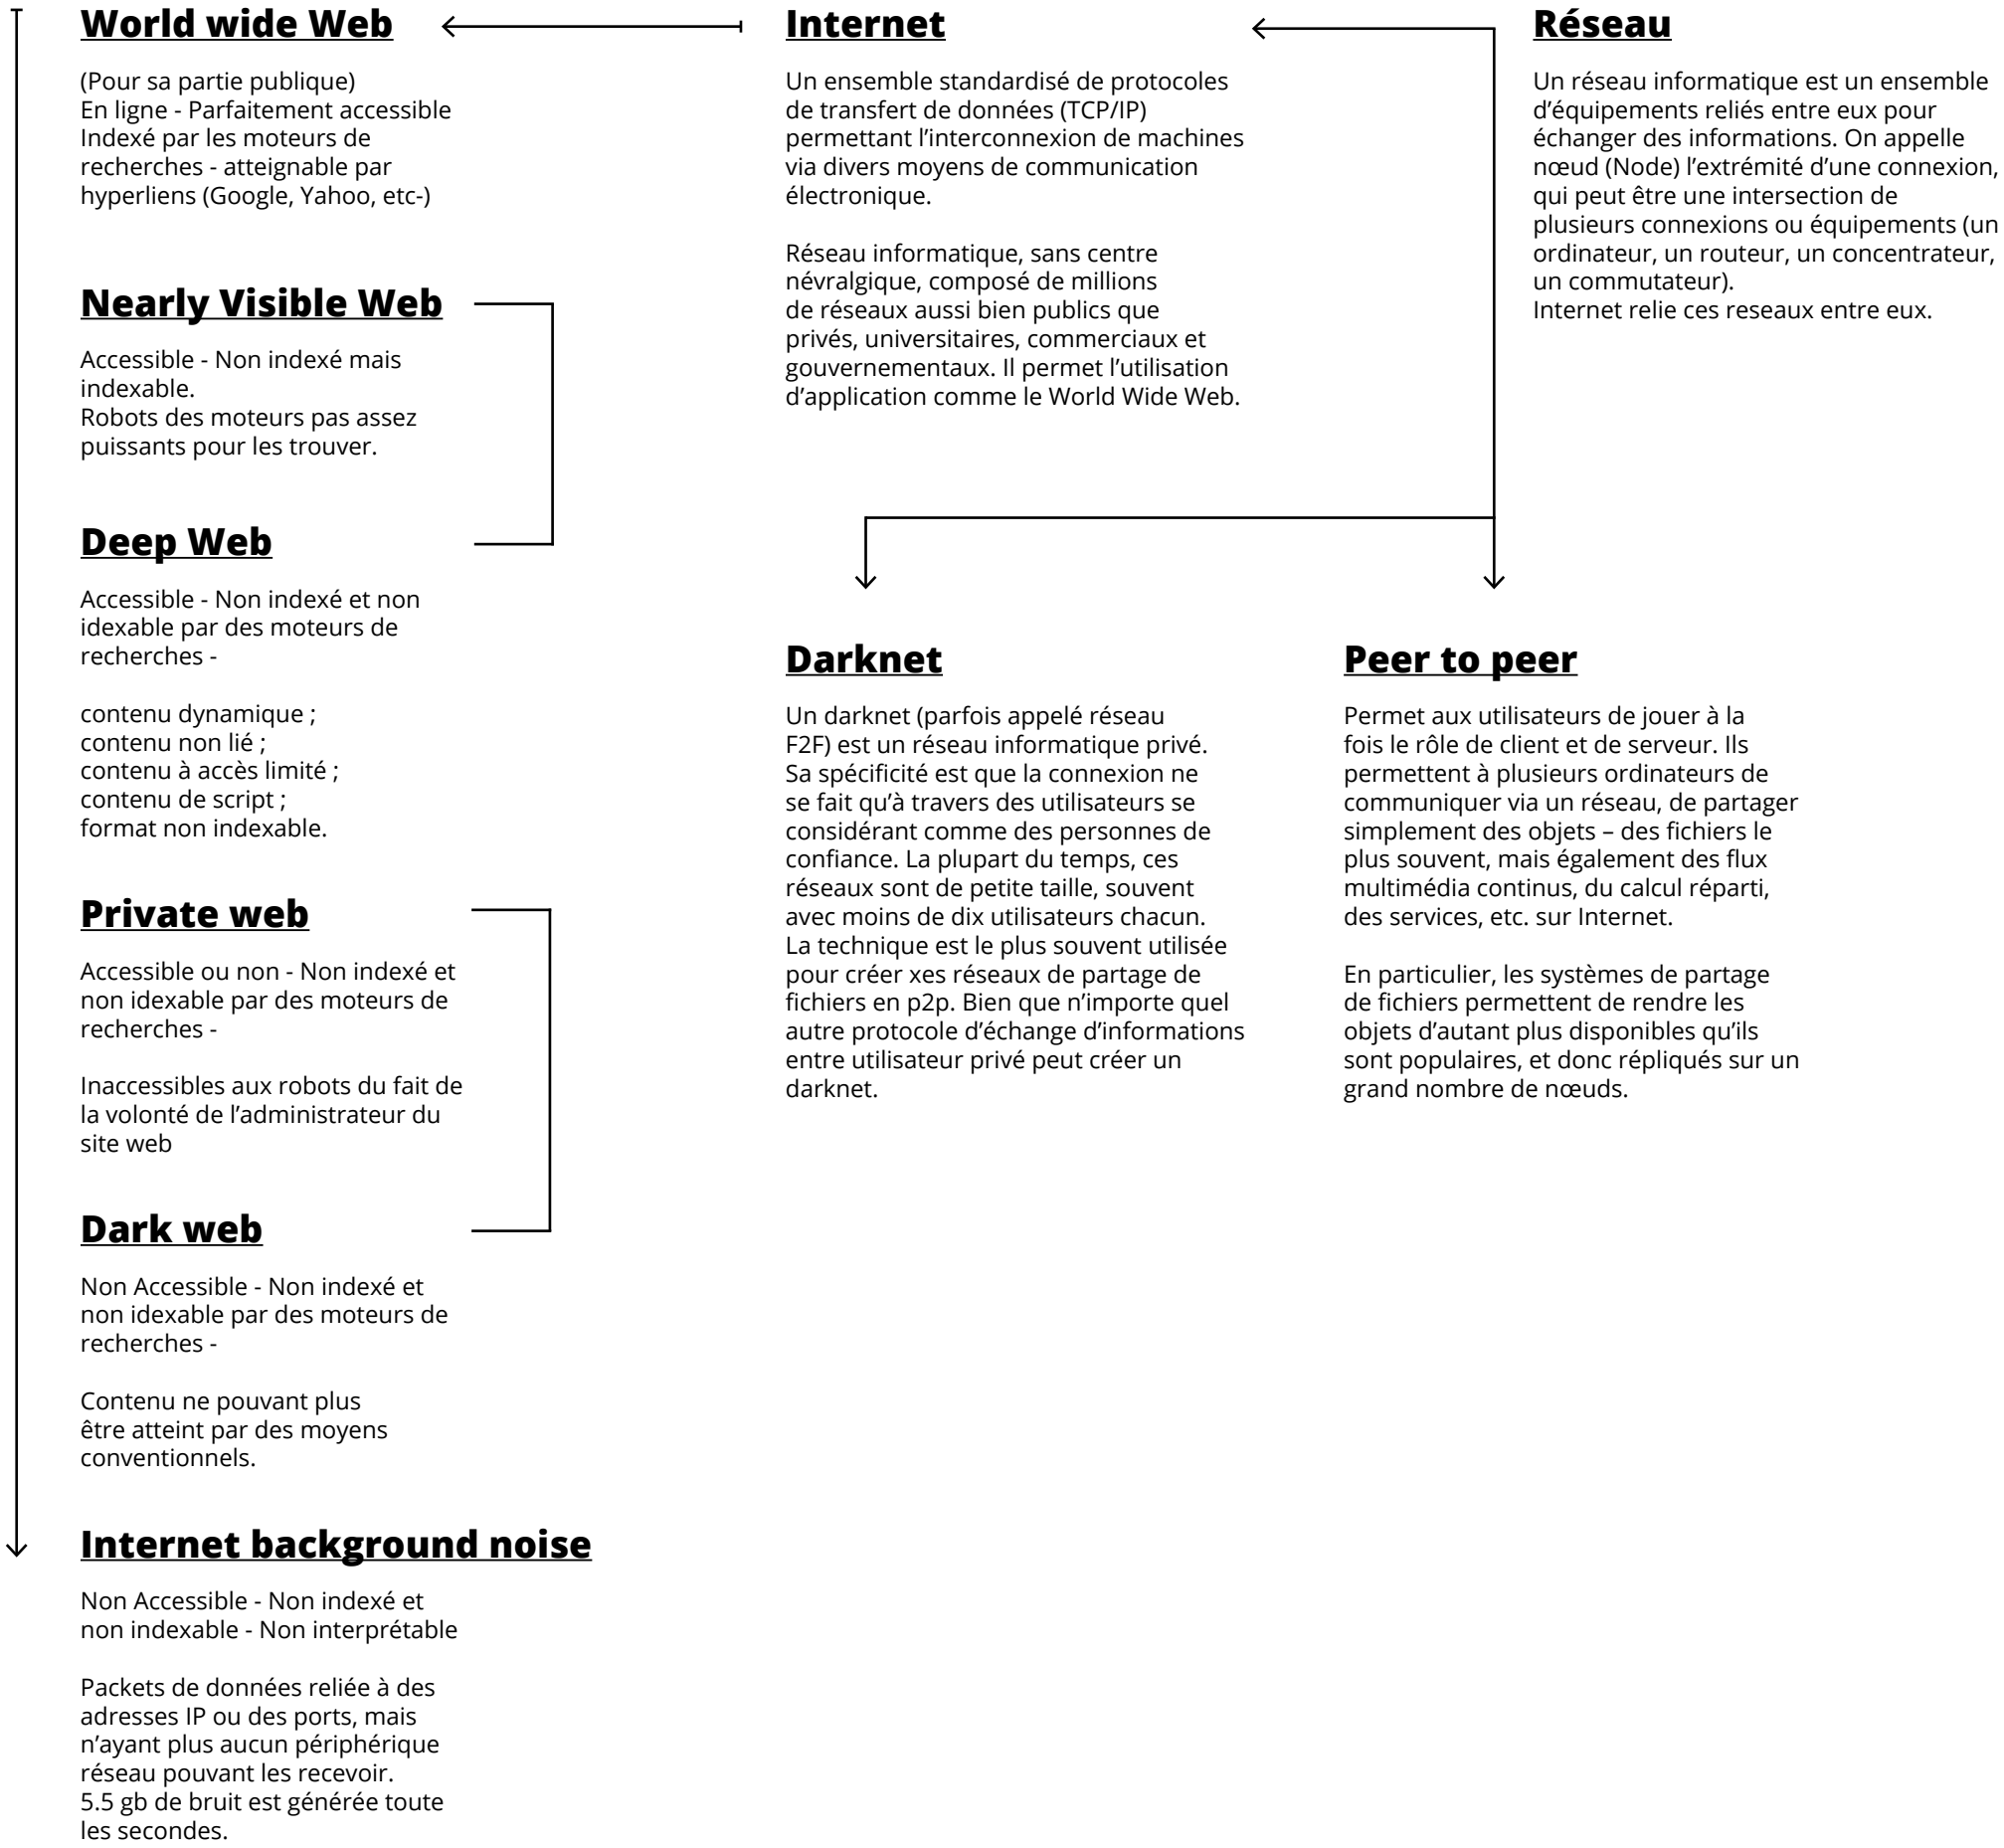 World wide Web
(Pour sa partie publique)
En ligne - Parfaitement accessible
Indexé par les moteurs de
recherches - atteignable par
hyperliens (Google, Yahoo, etc-)
Nearly Visible Web
Accessible - Non indexé mais
indexable.
Robots des moteurs pas assez
puissants pour les trouver.
Deep Web
Accessible - Non indexé et non
idexable par des moteurs de
recherches -
contenu dynamique ;
contenu non lié ;
contenu à accès limité ;
contenu de script ;
format non indexable.
Private web
Accessible ou non - Non indexé et
non idexable par des moteurs de
recherches -
Inaccessibles aux robots du fait de
la volonté de l’administrateur du
site web
Dark web
Non Accessible - Non indexé et
non idexable par des moteurs de
recherches -
Contenu ne pouvant plus
être atteint par des moyens
conventionnels.
Internet background noise
Non Accessible - Non indexé et
non indexable - Non interprétable
Packets de données reliée à des
adresses IP ou des ports, mais
n’ayant plus aucun périphérique
réseau pouvant les recevoir.
5.5 gb de bruit est générée toute
les secondes.
Internet
Un ensemble standardisé de protocoles
de transfert de données (TCP/IP)
permettant l’interconnexion de machines
via divers moyens de communication
électronique.
Réseau informatique, sans centre
névralgique, composé de millions
de réseaux aussi bien publics que
privés, universitaires, commerciaux et
gouvernementaux. Il permet l’utilisation
d’application comme le World Wide Web.
Réseau
Un réseau informatique est un ensemble
d’équipements reliés entre eux pour
échanger des informations. On appelle
nœud (Node) l’extrémité d’une connexion,
qui peut être une intersection de
plusieurs connexions ou équipements (un
ordinateur, un routeur, un concentrateur,
un commutateur).
Internet relie ces reseaux entre eux.
Darknet
Un darknet (parfois appelé réseau
F2F) est un réseau informatique privé.
Sa spécificité est que la connexion ne
se fait qu’à travers des utilisateurs se
considérant comme des personnes de
confiance. La plupart du temps, ces
réseaux sont de petite taille, souvent
avec moins de dix utilisateurs chacun.
La technique est le plus souvent utilisée
pour créer xes réseaux de partage de
fichiers en p2p. Bien que n’importe quel
autre protocole d’échange d’informations
entre utilisateur privé peut créer un
darknet.
Peer to peer
Permet aux utilisateurs de jouer à la
fois le rôle de client et de serveur. Ils
permettent à plusieurs ordinateurs de
communiquer via un réseau, de partager
simplement des objets – des fichiers le
plus souvent, mais également des flux
multimédia continus, du calcul réparti,
des services, etc. sur Internet.
En particulier, les systèmes de partage
de fichiers permettent de rendre les
objets d’autant plus disponibles qu’ils
sont populaires, et donc répliqués sur un
grand nombre de nœuds.